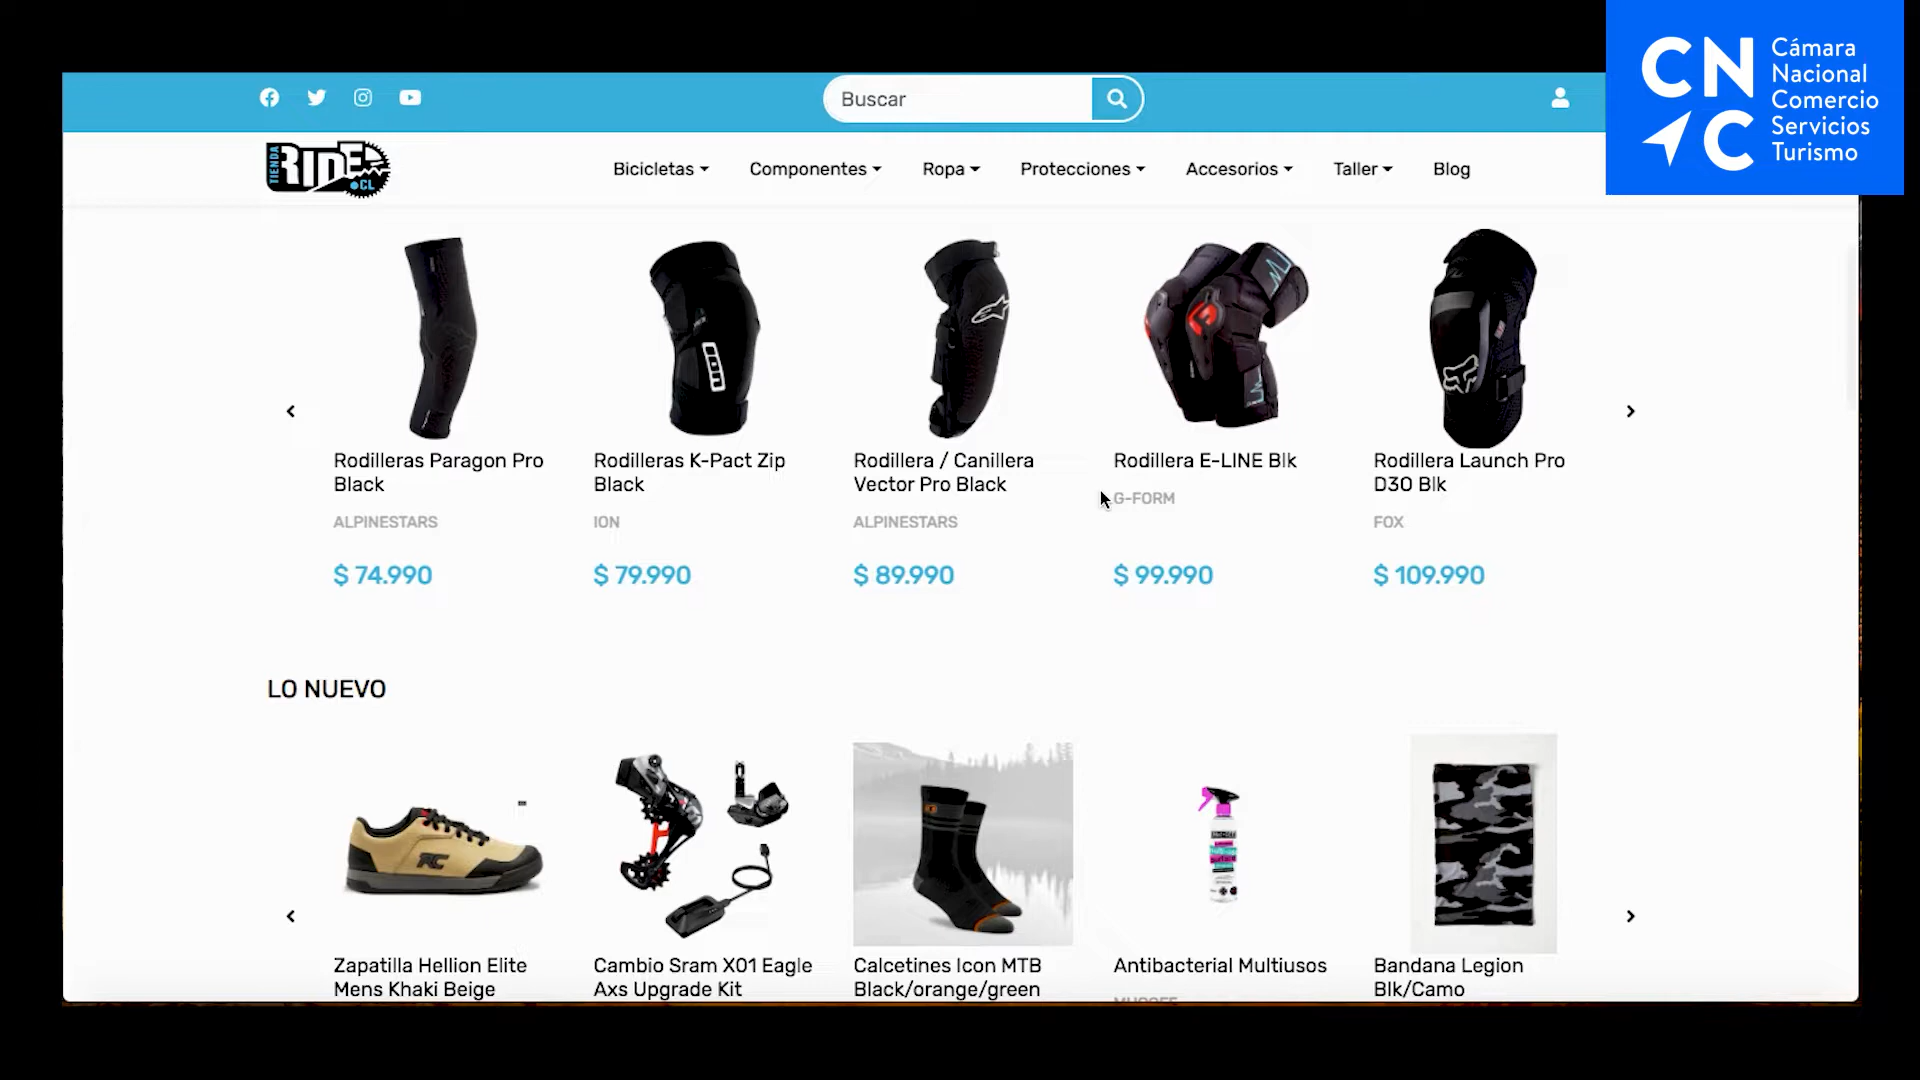 CNC
Cámara
Nacional
Comercio
Servicios
Turismo
Buscar
TIENDA
RIDE
.CL
Bicicletas
Componentes
Ropa
Protecciones
Accesorios
Taller
Blog
ion
Rodilleras Paragon Pro
Black
ALPINESTARS
$ 74.990
Rodilleras K-Pact Zip
Black
ION
$ 79.990
Rodillera / Canillera
Vector Pro Black
ALPINESTARS
$ 89.990
Rodillera E-LINE Blk
G-FORM
$ 99.990
Rodillera Launch Pro
D3O Blk
FOX
$ 109.990
LO NUEVO
RC
Zapatilla Hellion Elite
Mens Khaki Beige
Cambio Sram X01 Eagle
Axs Upgrade Kit
Calcetines Icon MTB
Black/orange/green
Antibacterial Multiusos
Bandana Legion
Blk/Camo